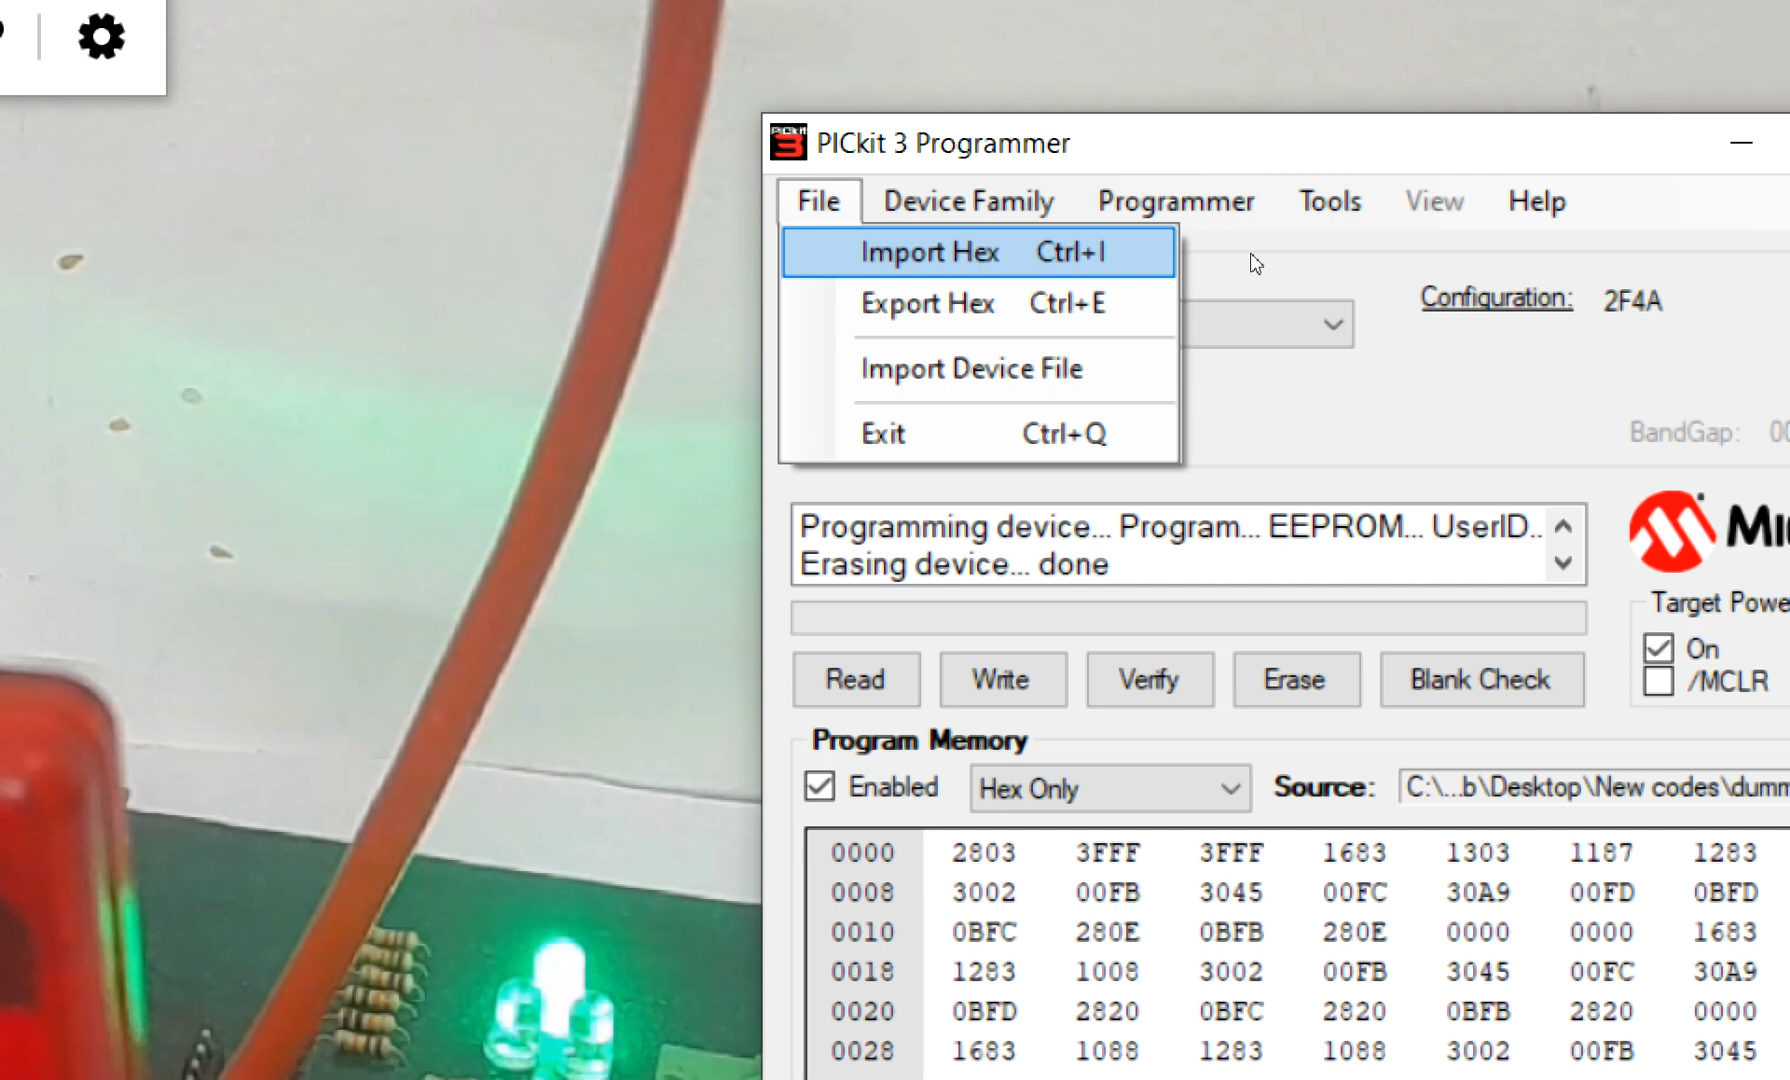 PICkit 3 Programmer
File Device Family Programmer Tools View Help
Import Hex Ctrl+I
Export Hex Ctrl+E
Import Device File
Exit Ctrl+Q
Configuration: 2F4A
BandGap: 00
Programming device... Program... EEPROM... UserID..
Erasing device... done
Target Powe
On
/MCLR
Read Write Verify Erase Blank Check
Program Memory
Enabled Hex Only Source: C:\...b\Desktop\New codes\dumm
0000 2803 3FFF 3FFF 1683 1303 1187 1283
0008 3002 00FB 3045 00FC 30A9 00FD 0BFD
0010 0BFC 280E 0BFB 280E 0000 0000 1683
0018 1283 1008 3002 00FB 3045 00FC 30A9
0020 0BFD 2820 0BFC 2820 0BFB 2820 0000
0028 1683 1088 1283 1088 3002 00FB 3045